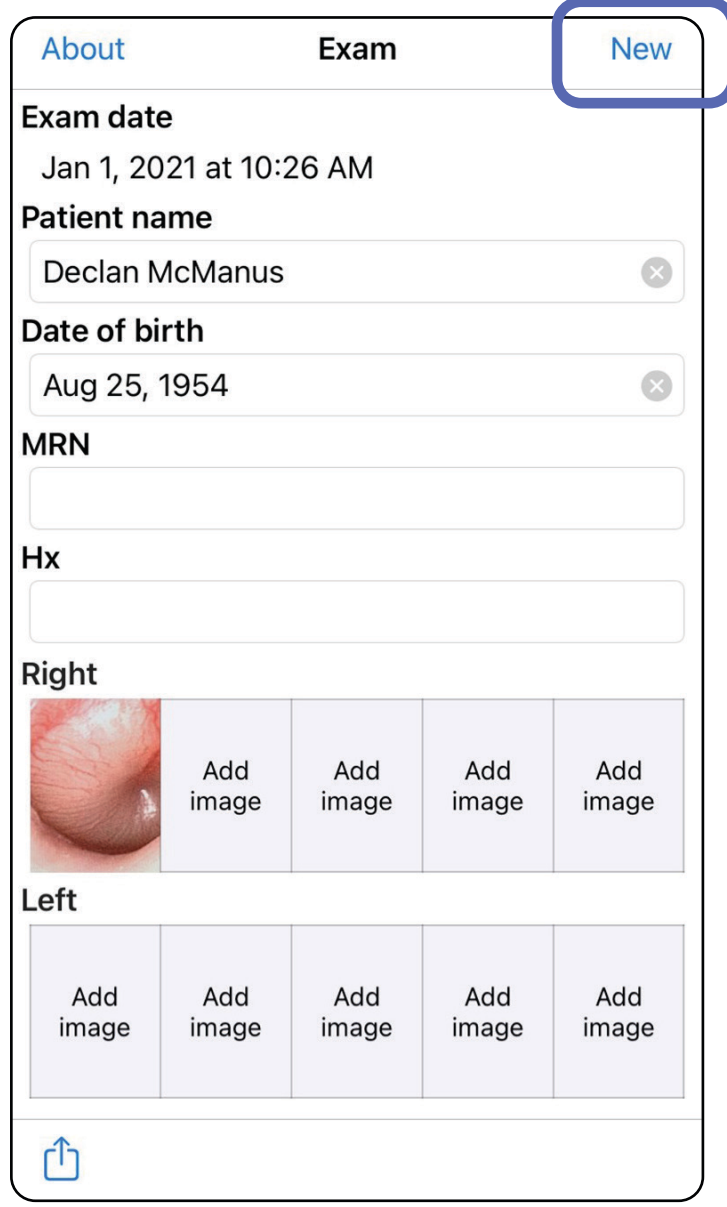 About Exam New
Exam date
Jan 1, 2021 at 10:26 AM
Patient name
Declan McManus
Date of birth
Aug 25, 1954
MRN
Hx
Right
Add Add Add Add
image image image image
Left
Add Add Add Add Add
image image image image image